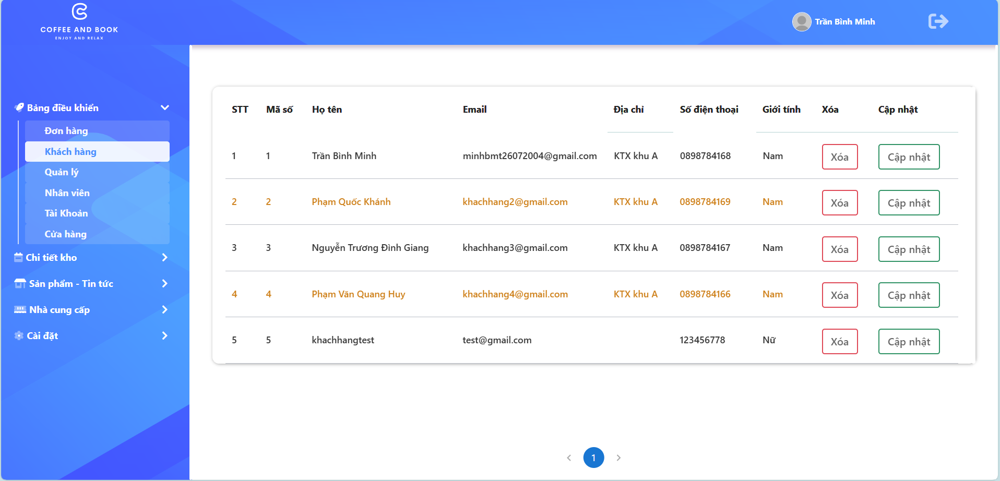 COFFEE AND BOOK
ENJOY AND RELAX
Trần Bình Minh
Bảng điều khiển
Đơn hàng
Khách hàng
Quản lý
Nhân viên
Tài Khoản
Cửa hàng
Chi tiết kho
Sản phẩm - Tin tức
Nhà cung cấp
Cài đặt
STT Mã số Họ tên Email Địa chỉ Số điện thoại Giới tính Xóa Cập nhật
1 1 Trần Bình Minh minhbmt26072004@gmail.com KTX khu A 0898784168 Nam Xóa Cập nhật
2 2 Phạm Quốc Khánh khachhang2@gmail.com KTX khu A 0898784169 Nam Xóa Cập nhật
3 3 Nguyễn Trương Đình Giang khachhang3@gmail.com KTX khu A 0898784167 Nam Xóa Cập nhật
4 4 Phạm Văn Quang Huy khachhang4@gmail.com KTX khu A 0898784166 Nam Xóa Cập nhật
5 5 khachhangtest test@gmail.com 123456778 Nữ Xóa Cập nhật
1